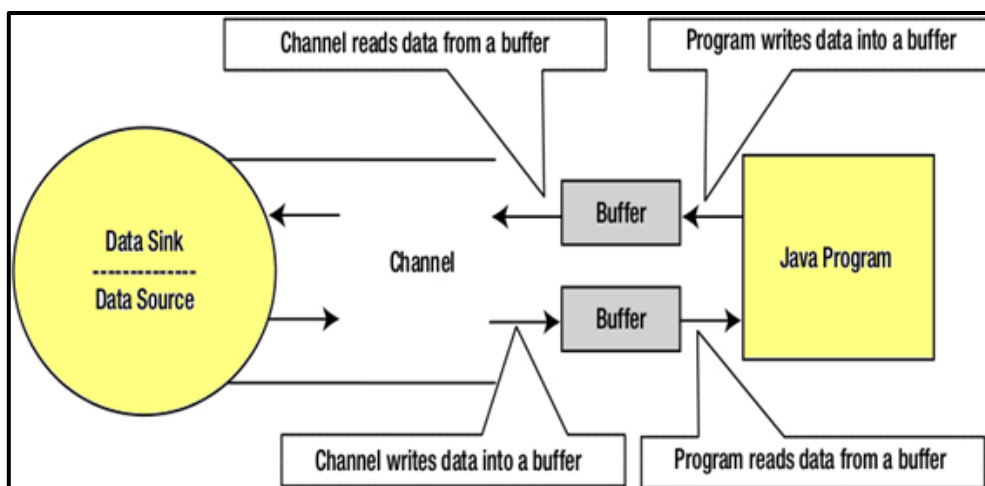 Channel reads data from a buffer
Program writes data into a buffer
Buffer
Data Sink
Channel
Java Program
Data Source
Buffer
Channel writes data into a buffer
Program reads data from a buffer